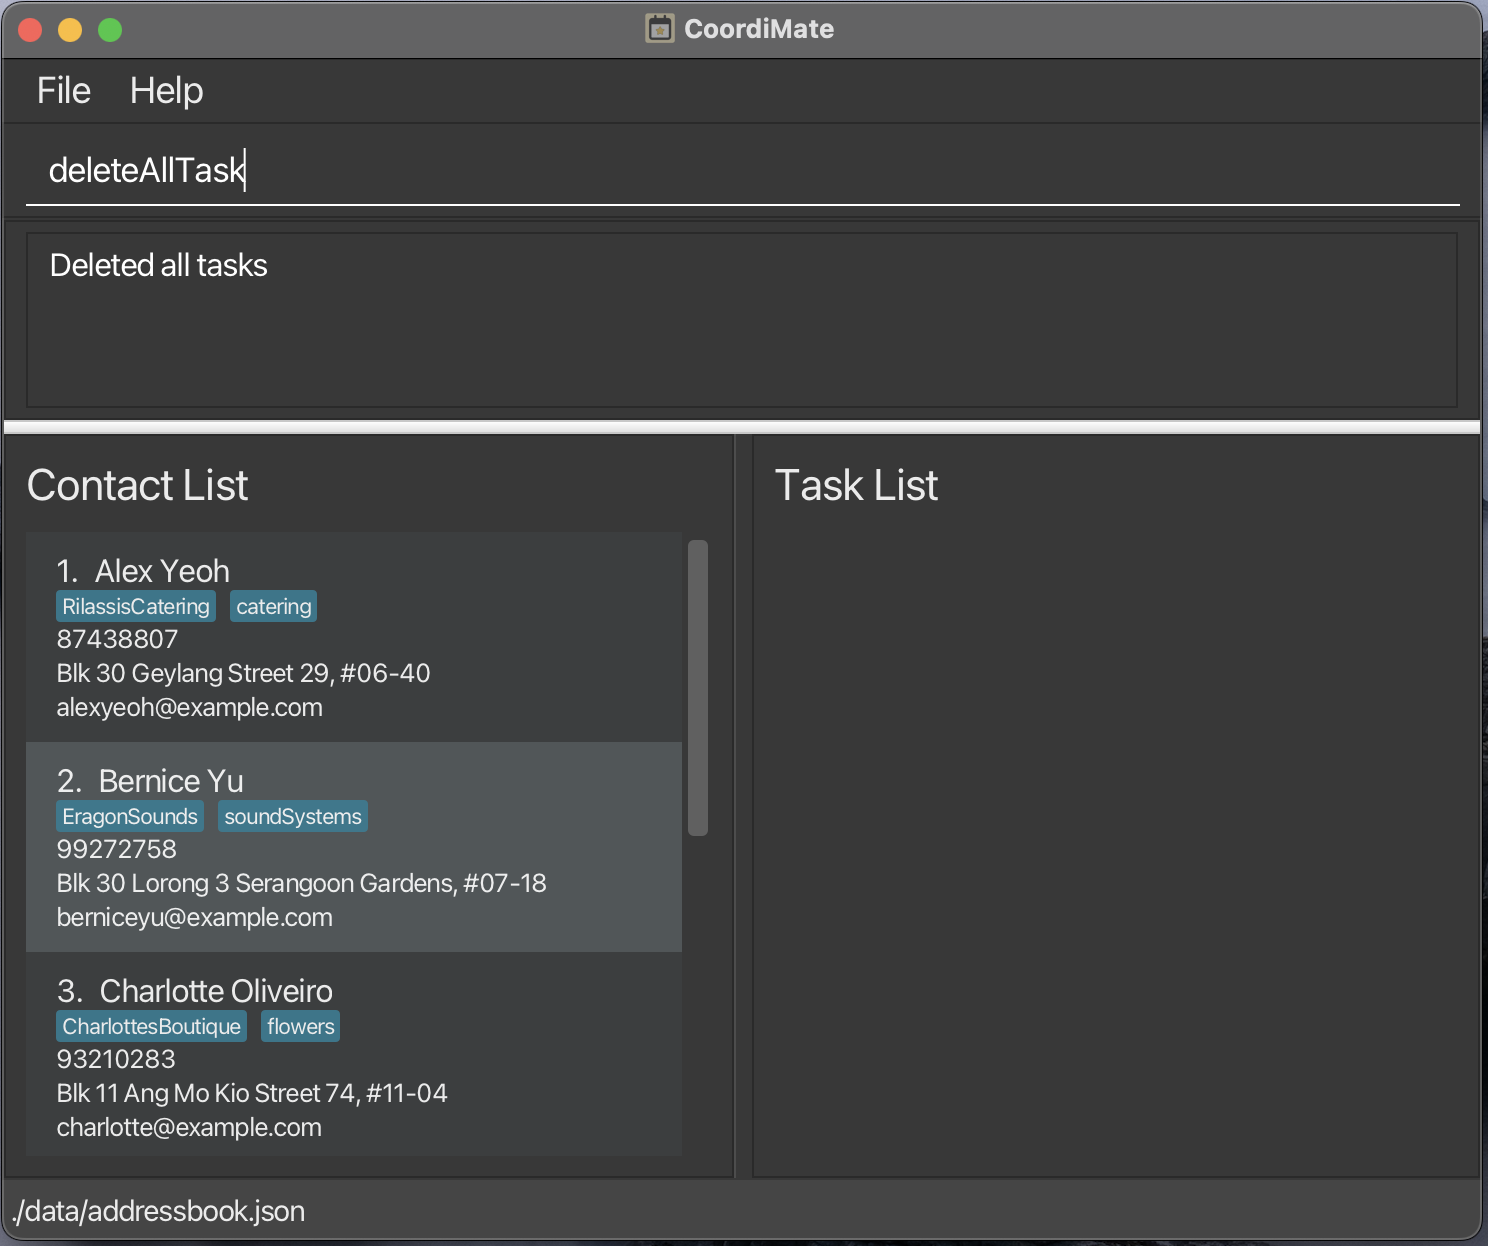 CoordiMate
File Help
deleteAllTask
Deleted all tasks
Contact List
1. Alex Yeoh
RilassisCatering catering
87438807
Blk 30 Geylang Street 29, #06-40
alexyeoh@example.com
2. Bernice Yu
EragonSounds soundSystems
99272758
Blk 30 Lorong 3 Serangoon Gardens, #07-18
berniceyu@example.com
3. Charlotte Oliveiro
CharlottesBoutique flowers
93210283
Blk 11 Ang Mo Kio Street 74, #11-04
charlotte@example.com
Task List
./data/addressbook.json